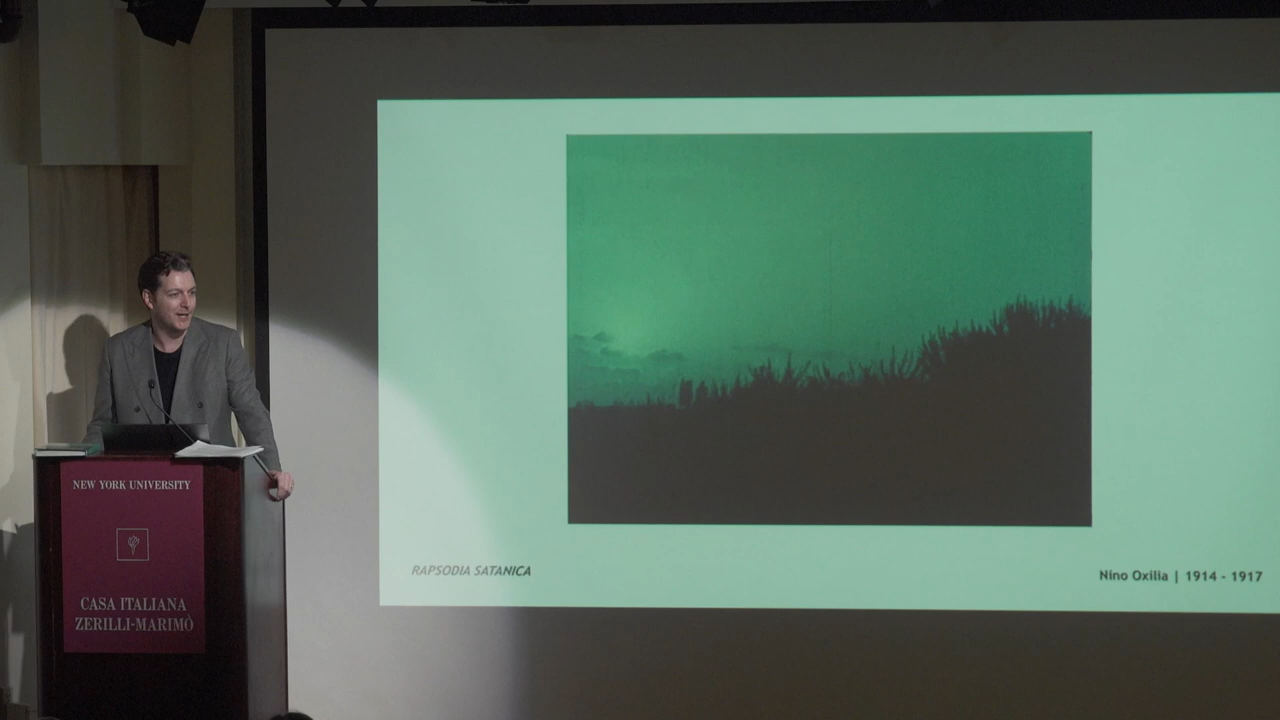 NEW YORK UNIVERSITY
CASA ITALIANA
ZERILLI-MARIMÒ
RAPSODIA SATANICA
Nino Oxilia | 1914 - 1917